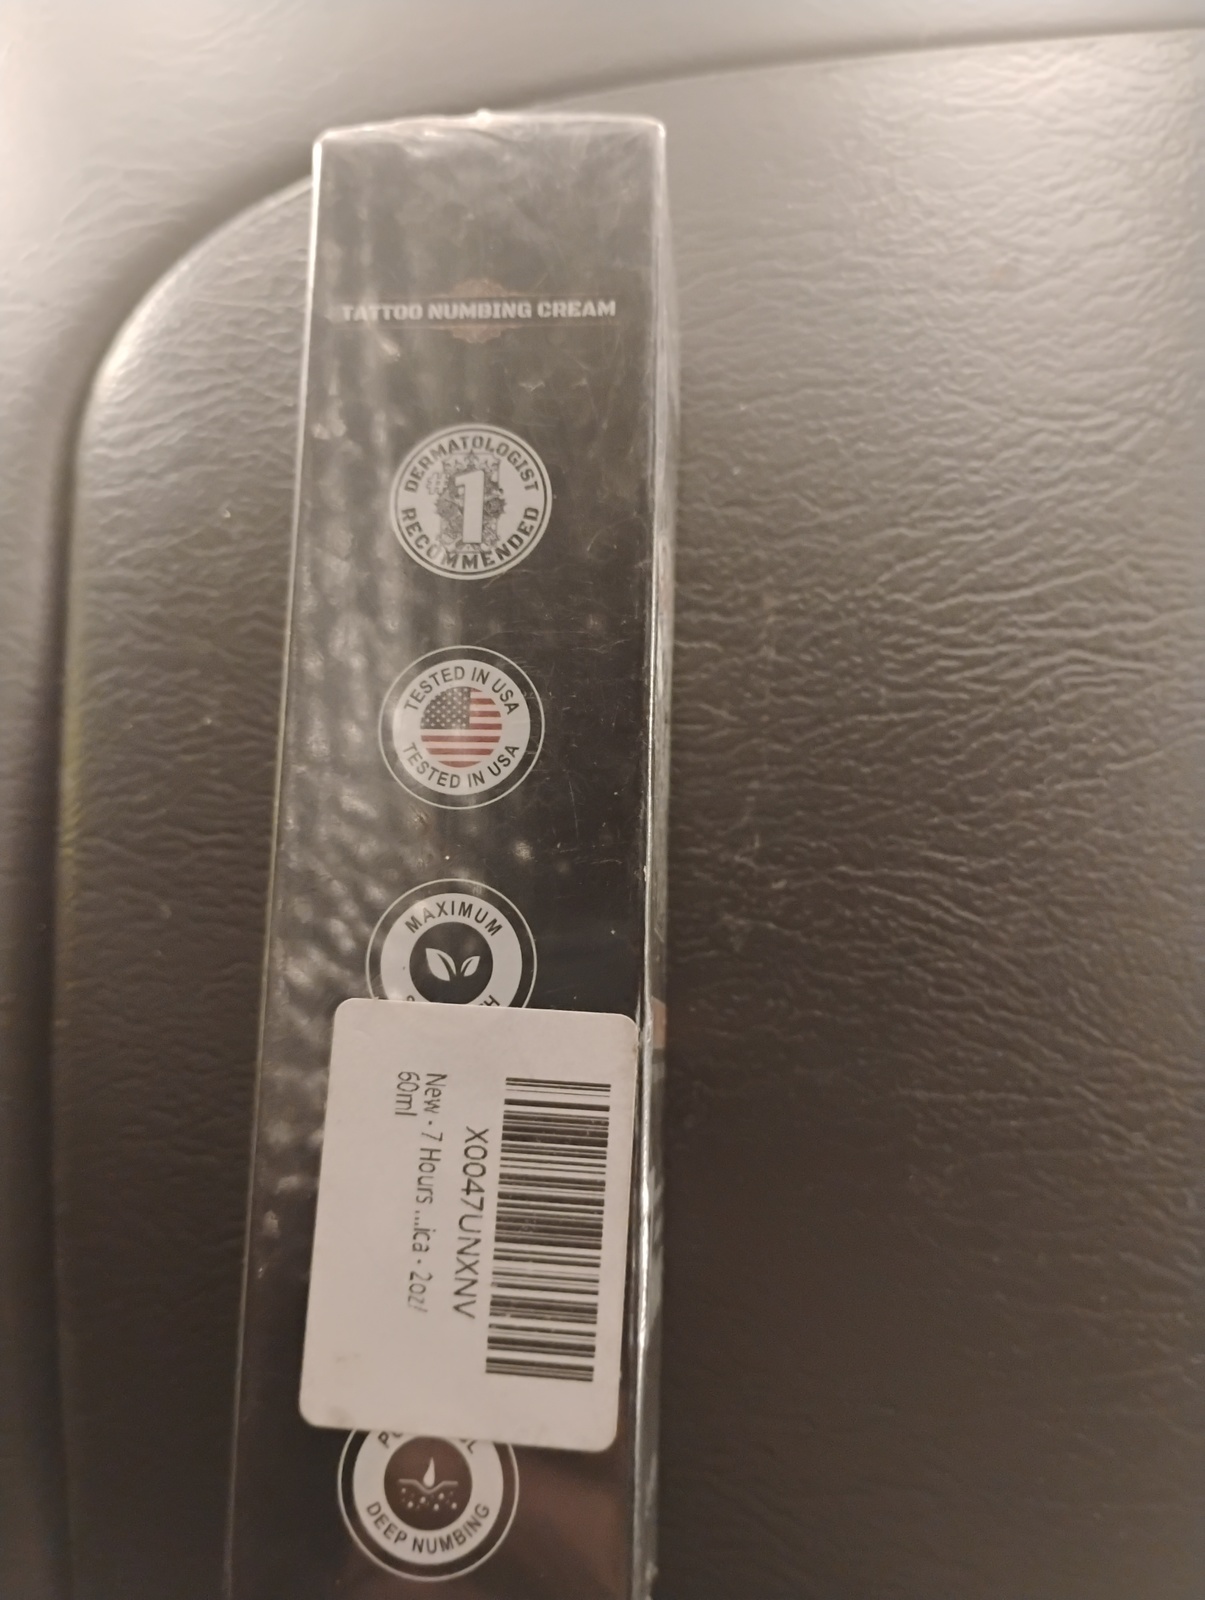 TATTOO NUMBING CREAM
DERMATOLOGIST
1
RECOMMENDED
TESTED IN USA
TESTED IN USA
MAXIMUM
X0047UNXNV
New - 7 Hours ...ica - 2oz/
60ml
DEEP NUMBING